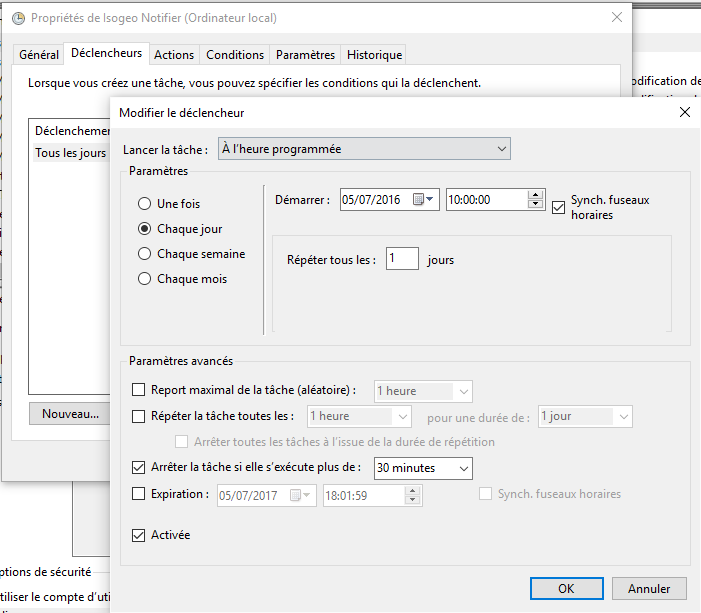 Propriétés de Isogeo Notifier (Ordinateur local)
Général Déclencheurs Actions Conditions Paramètres Historique
Lorsque vous créez une tâche, vous pouvez spécifier les conditions qui la déclenchent.
Tous les jours
Nouveau...
Modifier le déclencheur
Lancer la tâche : À l'heure programmée
Paramètres
Une fois
Chaque jour
Chaque semaine
Chaque mois
Démarrer : 05/07/2016 10:00:00 Synch. fuseaux
horaires
Répéter tous les : 1 jours
Paramètres avancés
Report maximal de la tâche (aléatoire) : 1 heure
Répéter la tâche toutes les : 1 heure pour une durée de : 1 jour
Arrêter toutes les tâches à l'issue de la durée de répétition
Arrêter la tâche si elle s'exécute plus de : 30 minutes
Expiration : 05/07/2017 18:01:59 Synch. fuseaux horaires
Activée
OK Annuler
ptions de sécurité
tiliser le compte d'uti